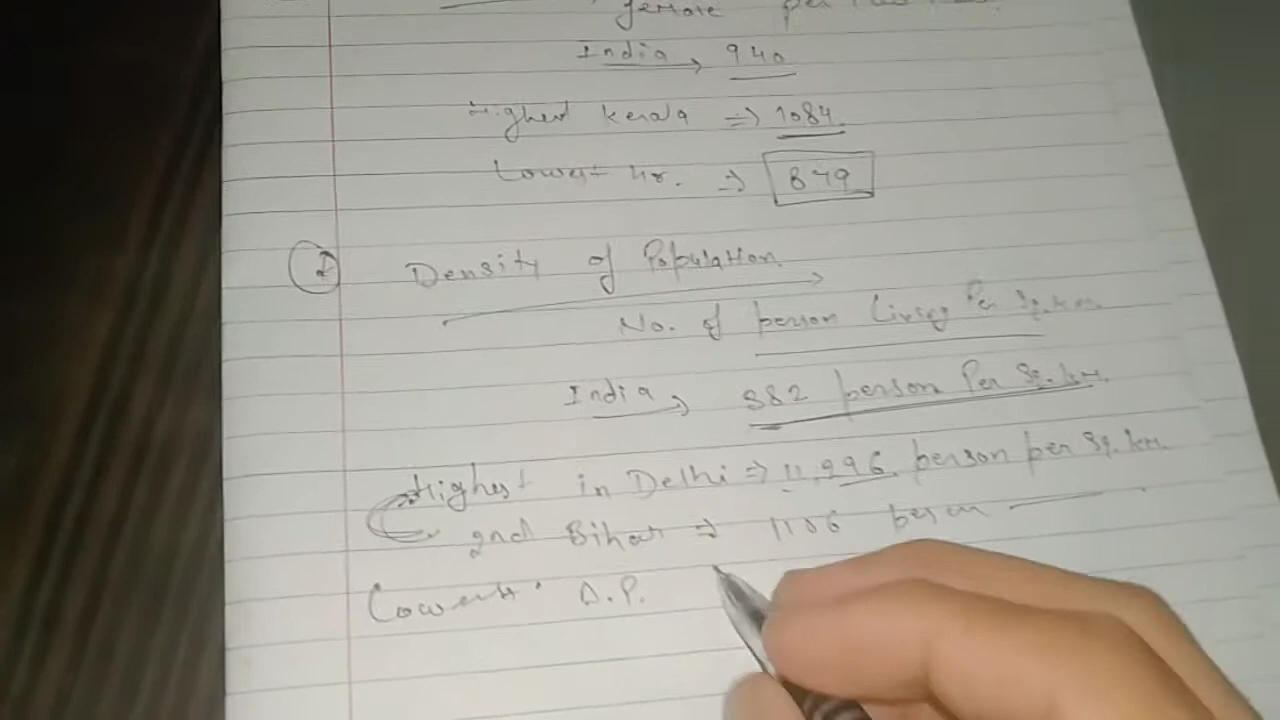 female per
India → 940
Highest kerala ⇒ 1084.
Lowest Hr. ⇒ 879
2 Density of Population
No. of person Living Per Sq.km.
India → 382 person Per Sq.km.
Highest in Delhi ⇒ 11,296 person per Sq.km.
2nd Bihar ⇒ 1106 person
Lowest A.P.